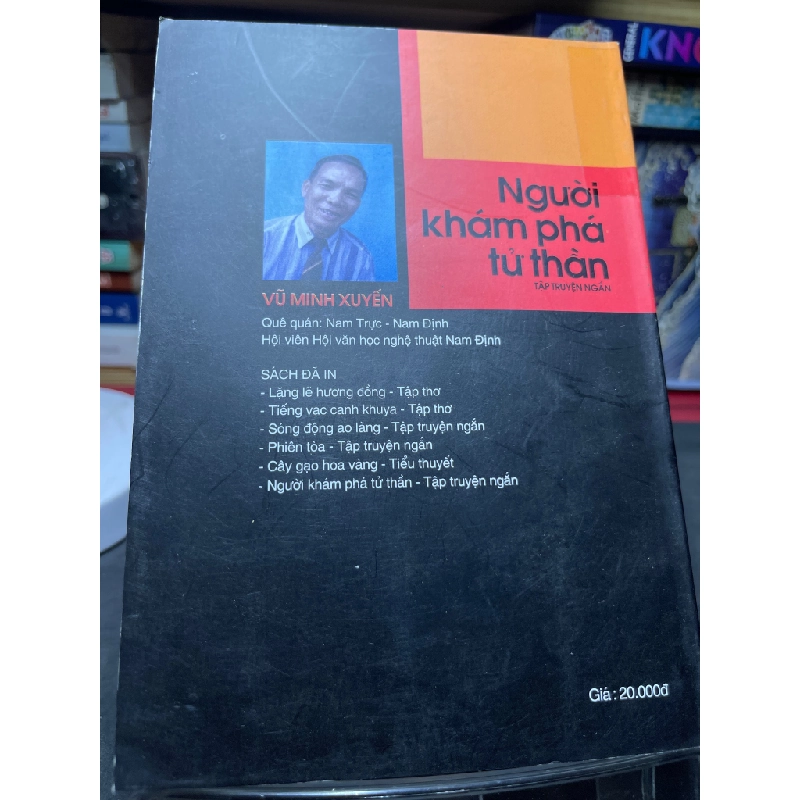 GENERAL
KNO
Người
khám phá
tử thần
TẬP TRUYỆN NGẮN
VŨ MINH XUYẾN
Quê quán: Nam Trực - Nam Định
Hội viên Hội văn học nghệ thuật Nam Định
SÁCH ĐÃ IN
- Lặng lẽ hương đồng - Tập thơ
- Tiếng vạc canh khuya - Tập thơ
- Sóng động ao làng - Tập truyện ngắn
- Phiên tòa - Tập truyện ngắn
- Cây gạo hoa vàng - Tiểu thuyết
- Người khám phá tử thần - Tập truyện ngắn
Giá : 20.000đ